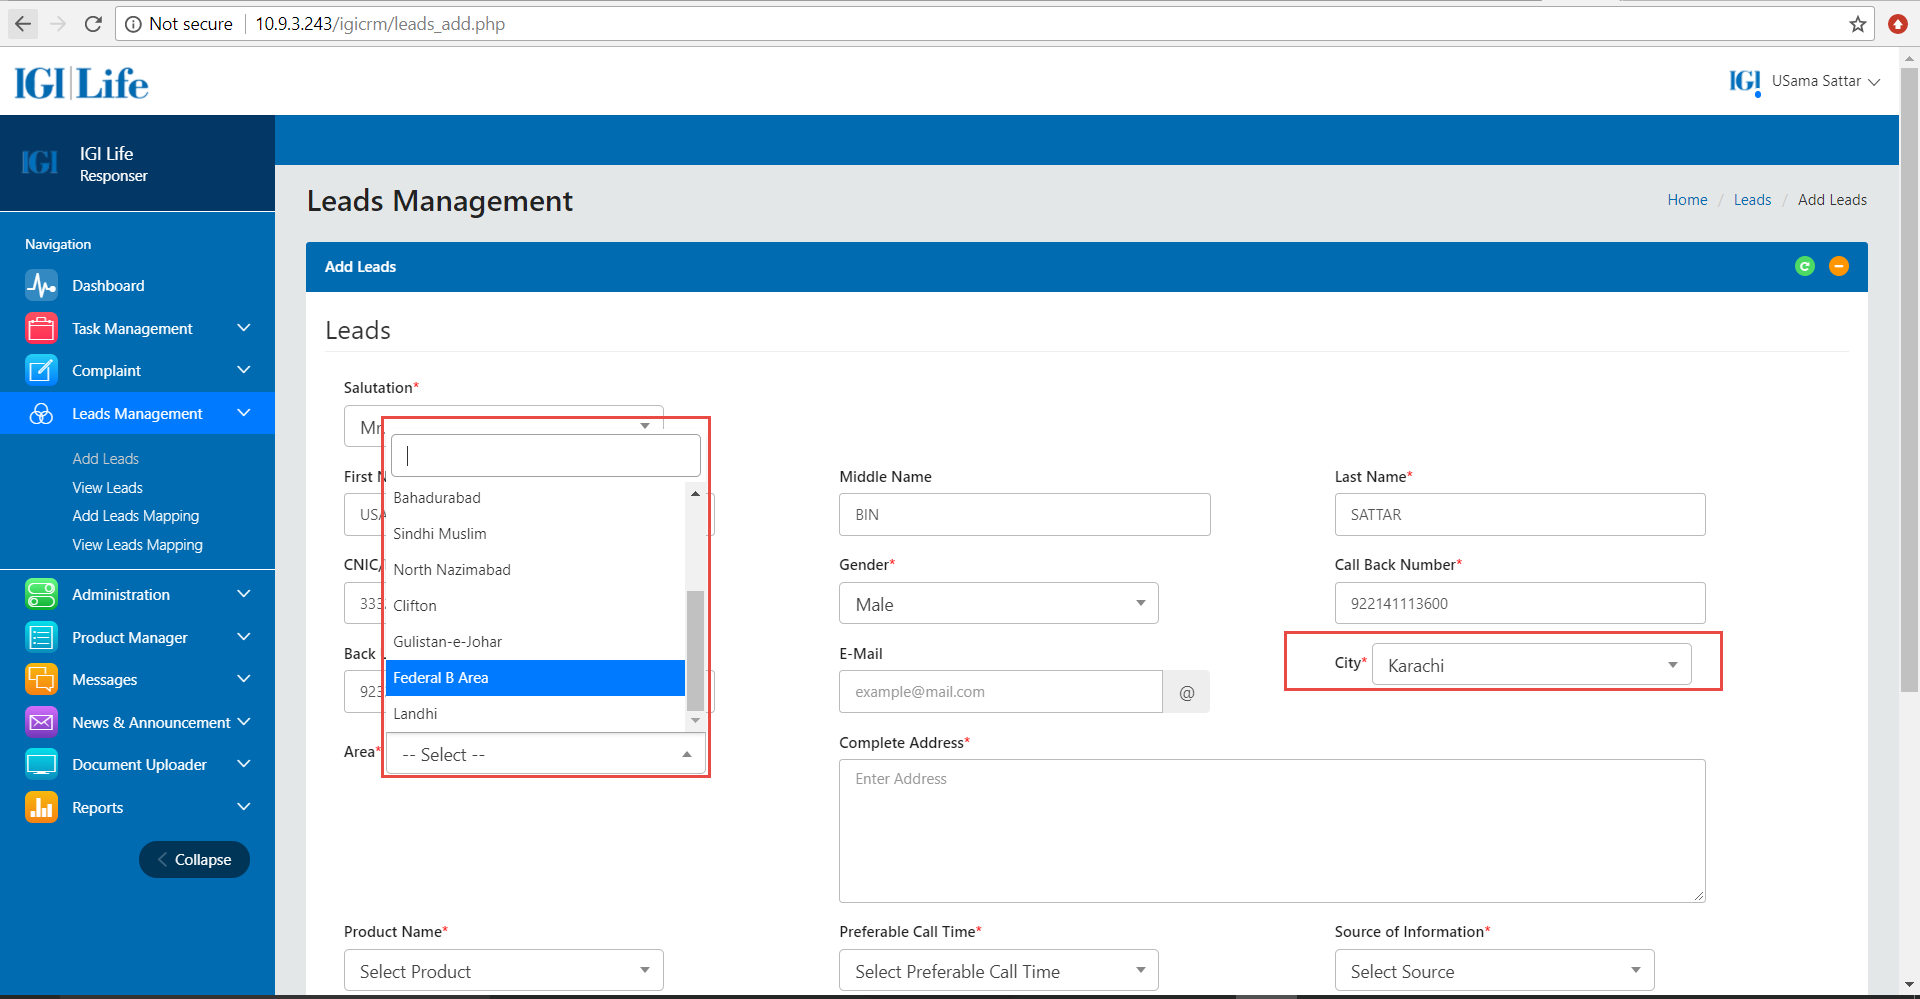 Not secure
10.9.3.243/igicrm/leads_add.php
IGI Life
IGI
USama Sattar
IGI
IGI Life
Responser
Navigation
Dashboard
Task Management
Complaint
Leads Management
Add Leads
View Leads
Add Leads Mapping
View Leads Mapping
Administration
Product Manager
Messages
News & Announcement
Document Uploader
Reports
Collapse
Leads Management
Home / Leads / Add Leads
Add Leads
Leads
Salutation*
Mr.
First N
USA
Middle Name
BIN
Last Name*
SATTAR
CNIC/
333
Gender*
Male
Call Back Number*
922141113600
Back
923
E-Mail
example@mail.com
@
City*
Karachi
Bahadurabad
Sindhi Muslim
North Nazimabad
Clifton
Gulistan-e-Johar
Federal B Area
Landhi
Area*
-- Select --
Complete Address*
Enter Address
Product Name*
Select Product
Preferable Call Time*
Select Preferable Call Time
Source of Information*
Select Source